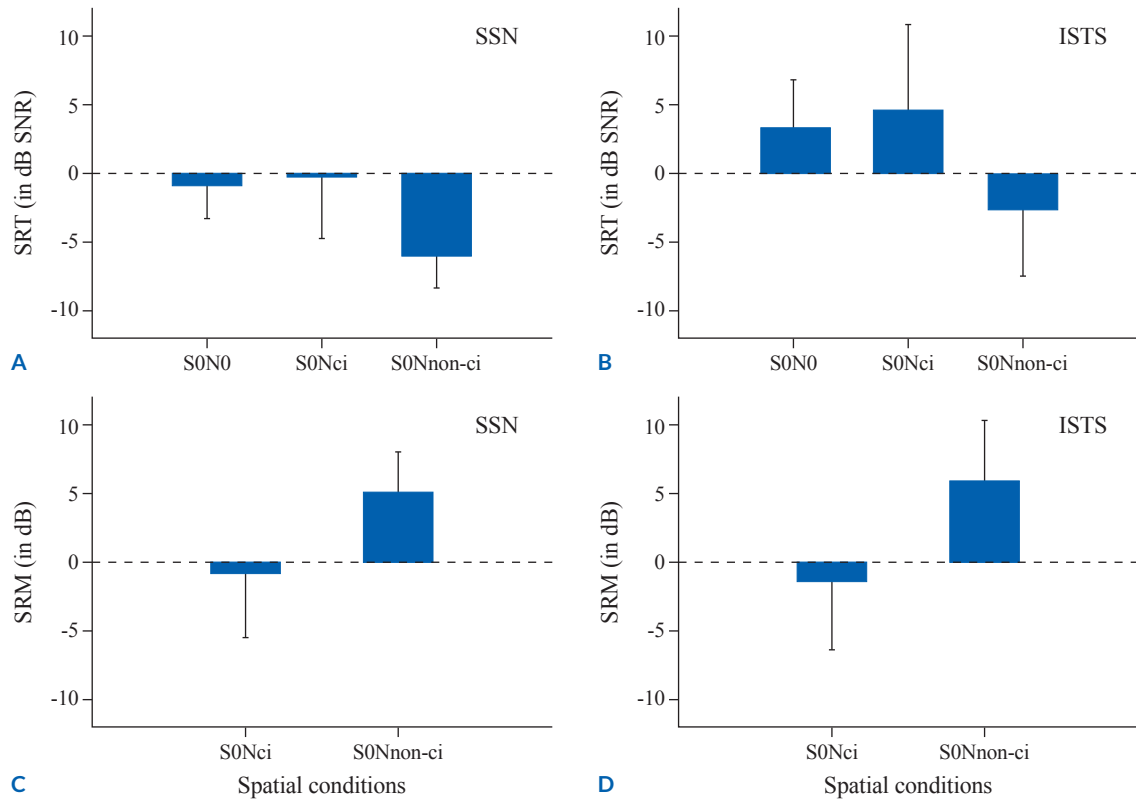 SSN
10
5
0
-5
-10
SRT (in dB SNR)
S0N0 S0Nci S0Nnon-ci
A
ISTS
10
5
0
-5
-10
SRT (in dB SNR)
S0N0 S0Nci S0Nnon-ci
B
SSN
10
5
0
-5
-10
SRM (in dB)
S0Nci S0Nnon-ci
C
Spatial conditions
ISTS
10
5
0
-5
-10
SRM (in dB)
S0Nci S0Nnon-ci
D
Spatial conditions